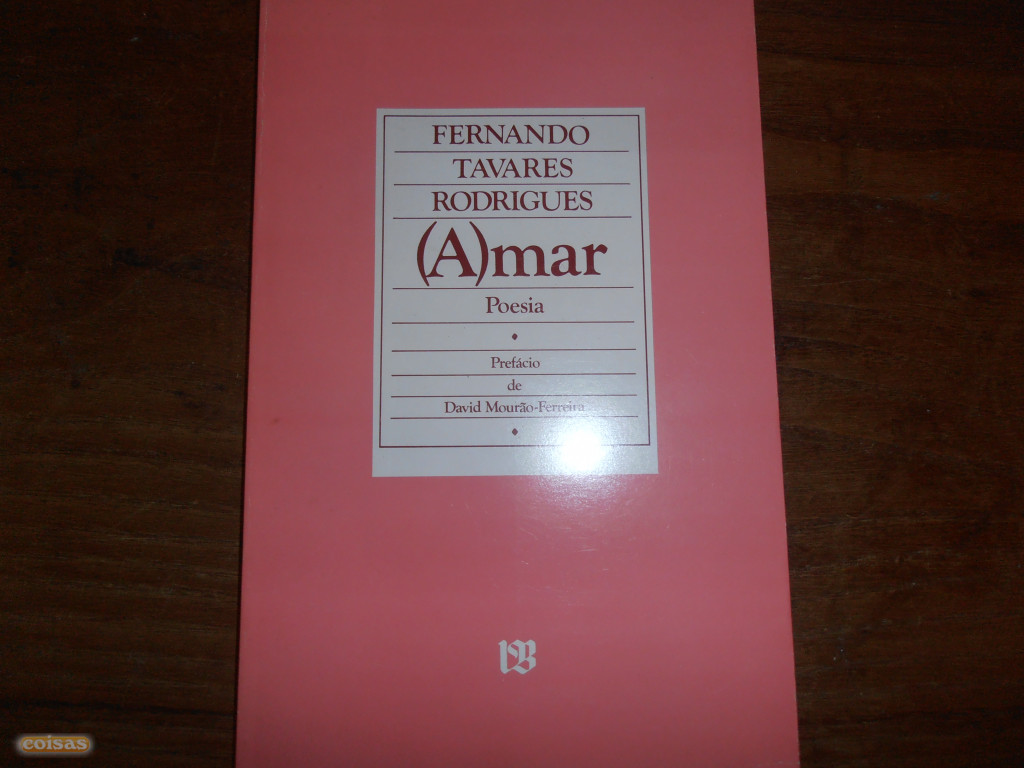 FERNANDO
TAVARES
RODRIGUES
(A)mar
Poesia
Prefácio
de
David Mourão-Ferreira
coisas